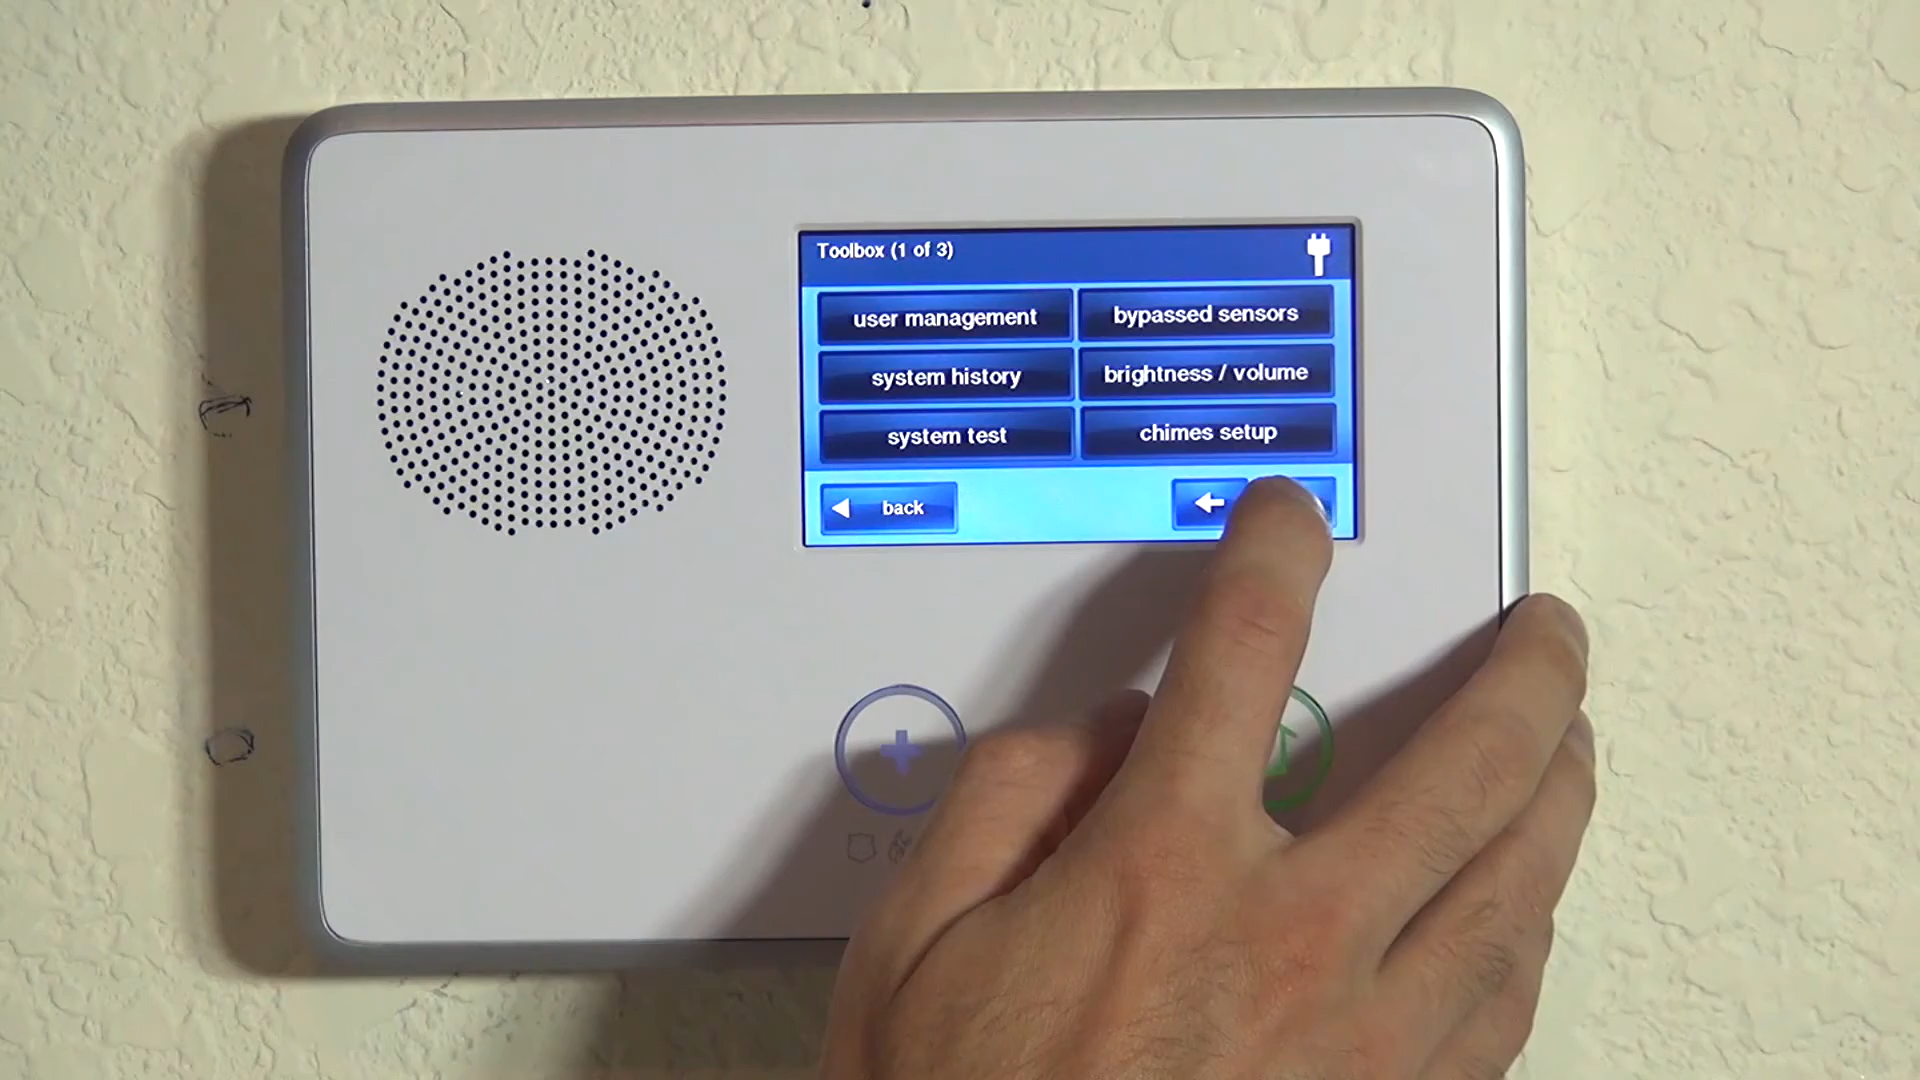 Toolbox (1 of 3)
user management
bypassed sensors
system history
brightness / volume
system test
chimes setup
back